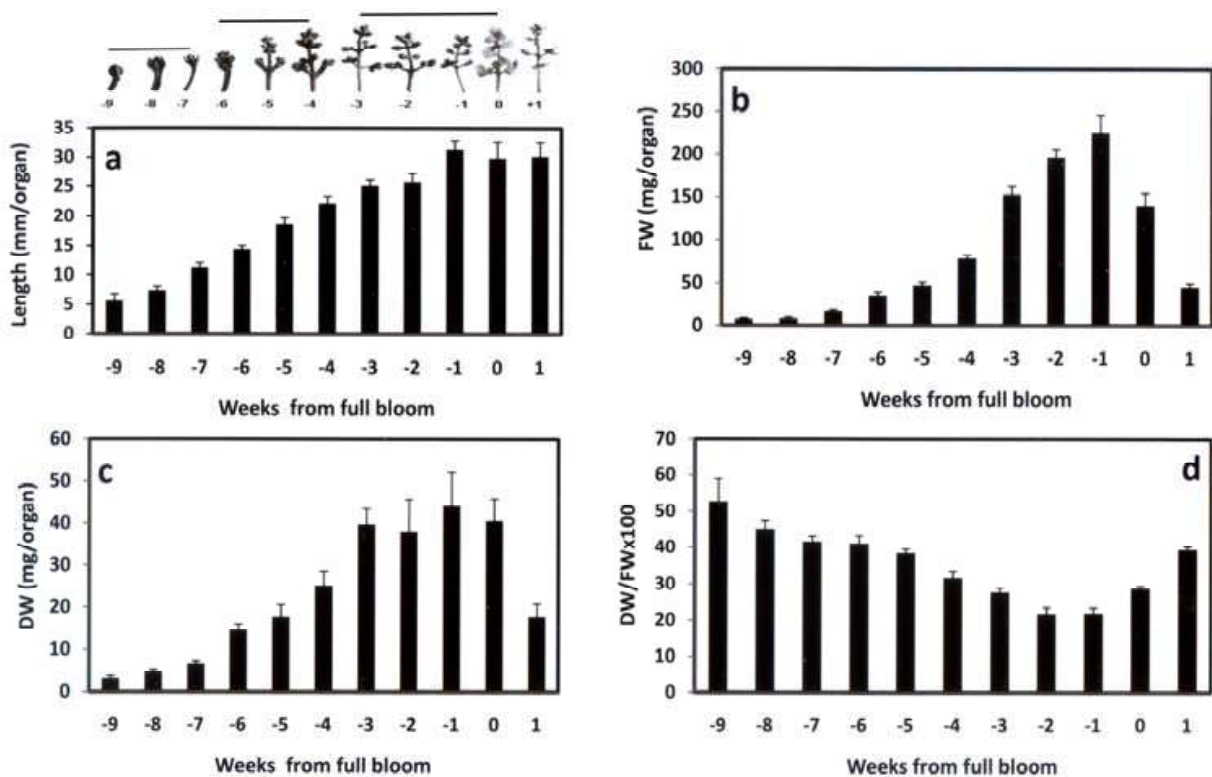 -9 -8 -7 -6 -5 -4 -3 -2 -1 0 +1
a
Length (mm/organ)
35
30
25
20
15
10
5
0
-9 -8 -7 -6 -5 -4 -3 -2 -1 0 1
Weeks from full bloom
b
FW (mg/organ)
300
250
200
150
100
50
0
-9 -8 -7 -6 -5 -4 -3 -2 -1 0 1
Weeks from full bloom
c
DW (mg/organ)
60
50
40
30
20
10
0
-9 -8 -7 -6 -5 -4 -3 -2 -1 0 1
Weeks from full bloom
d
DW/FWx100
70
60
50
40
30
20
10
0
-9 -8 -7 -6 -5 -4 -3 -2 -1 0 1
Weeks from full bloom